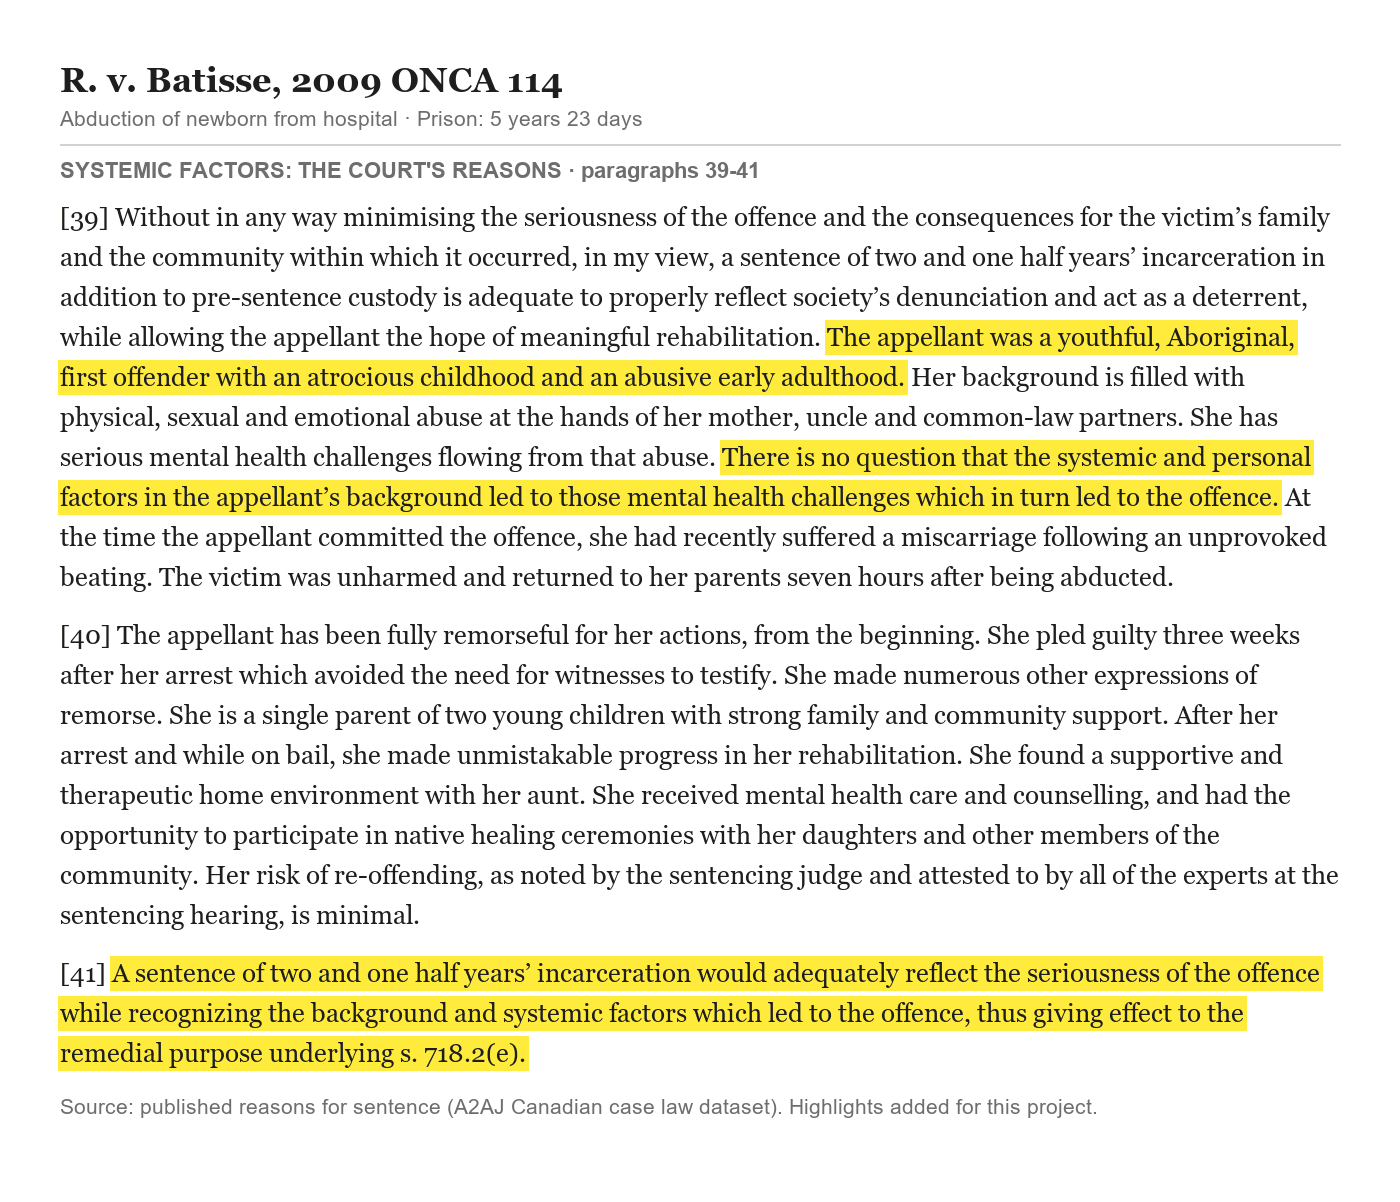 R. v. Batisse, 2009 ONCA 114
Abduction of newborn from hospital · Prison: 5 years 23 days
SYSTEMIC FACTORS: THE COURT'S REASONS · paragraphs 39-41
[39] Without in any way minimising the seriousness of the offence and the consequences for the victim’s family
and the community within which it occurred, in my view, a sentence of two and one half years’ incarceration in
addition to pre-sentence custody is adequate to properly reflect society’s denunciation and act as a deterrent,
while allowing the appellant the hope of meaningful rehabilitation. The appellant was a youthful, Aboriginal,
first offender with an atrocious childhood and an abusive early adulthood. Her background is filled with
physical, sexual and emotional abuse at the hands of her mother, uncle and common-law partners. She has
serious mental health challenges flowing from that abuse. There is no question that the systemic and personal
factors in the appellant’s background led to those mental health challenges which in turn led to the offence. At
the time the appellant committed the offence, she had recently suffered a miscarriage following an unprovoked
beating. The victim was unharmed and returned to her parents seven hours after being abducted.
[40] The appellant has been fully remorseful for her actions, from the beginning. She pled guilty three weeks
after her arrest which avoided the need for witnesses to testify. She made numerous other expressions of
remorse. She is a single parent of two young children with strong family and community support. After her
arrest and while on bail, she made unmistakable progress in her rehabilitation. She found a supportive and
therapeutic home environment with her aunt. She received mental health care and counselling, and had the
opportunity to participate in native healing ceremonies with her daughters and other members of the
community. Her risk of re-offending, as noted by the sentencing judge and attested to by all of the experts at the
sentencing hearing, is minimal.
[41] A sentence of two and one half years’ incarceration would adequately reflect the seriousness of the offence
while recognizing the background and systemic factors which led to the offence, thus giving effect to the
remedial purpose underlying s. 718.2(e).
Source: published reasons for sentence (A2AJ Canadian case law dataset). Highlights added for this project.